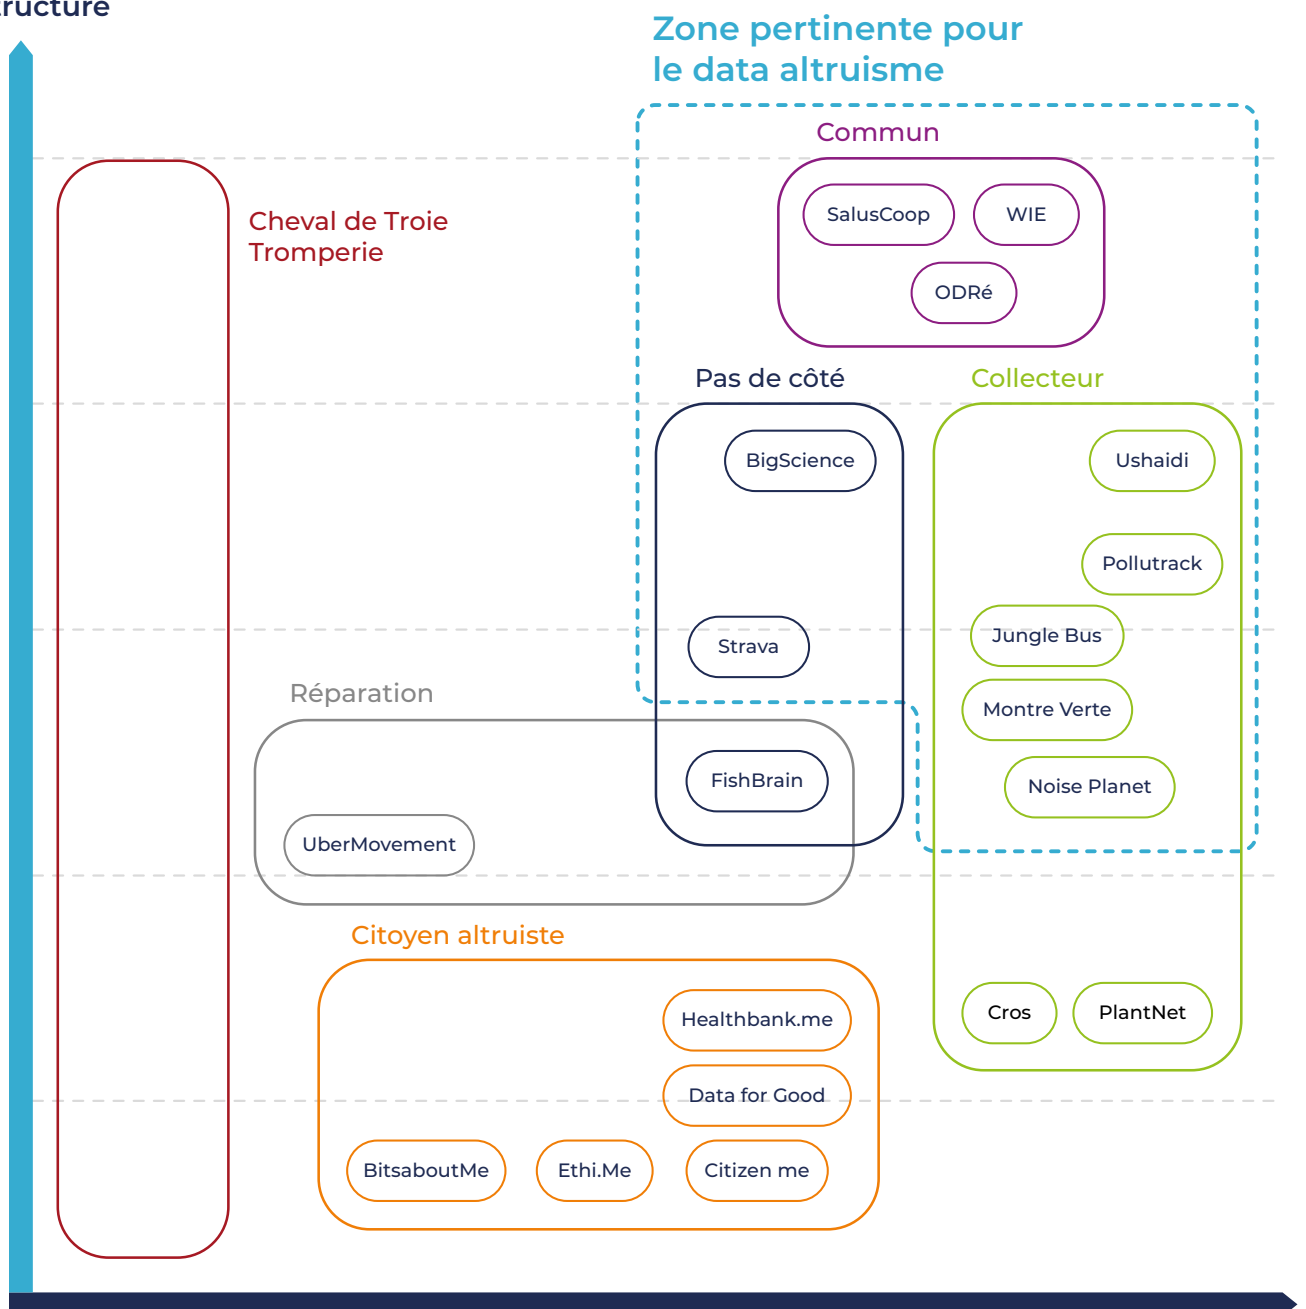 ructure
Zone pertinente pour
le data altruisme
Commun
SalusCoop
WIE
ODRé
Cheval de Troie
Tromperie
Pas de côté
Collecteur
BigScience
Ushaidi
Pollutrack
Jungle Bus
Strava
Montre Verte
Réparation
FishBrain
Noise Planet
UberMovement
Citoyen altruiste
Healthbank.me
Cros
PlantNet
Data for Good
BitsaboutMe
Ethi.Me
Citizen me